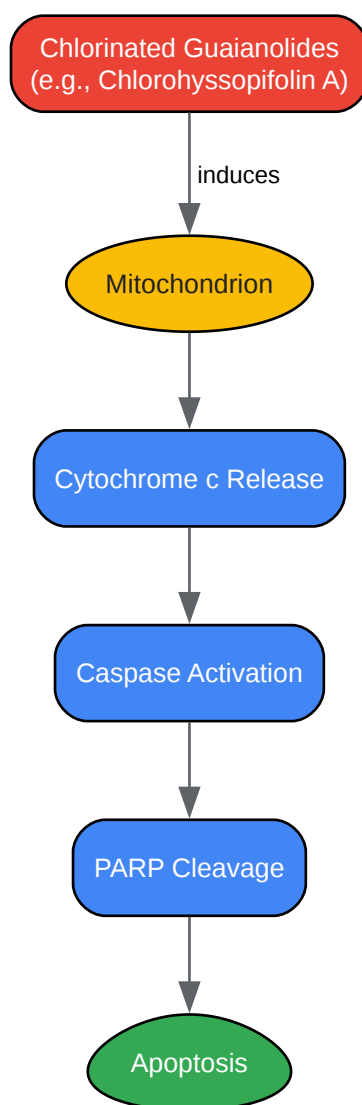 Chlorinated Guaianolides
(e.g., Chlorohyssopifolin A)
induces
Mitochondrion
Cytochrome c Release
Caspase Activation
PARP Cleavage
Apoptosis